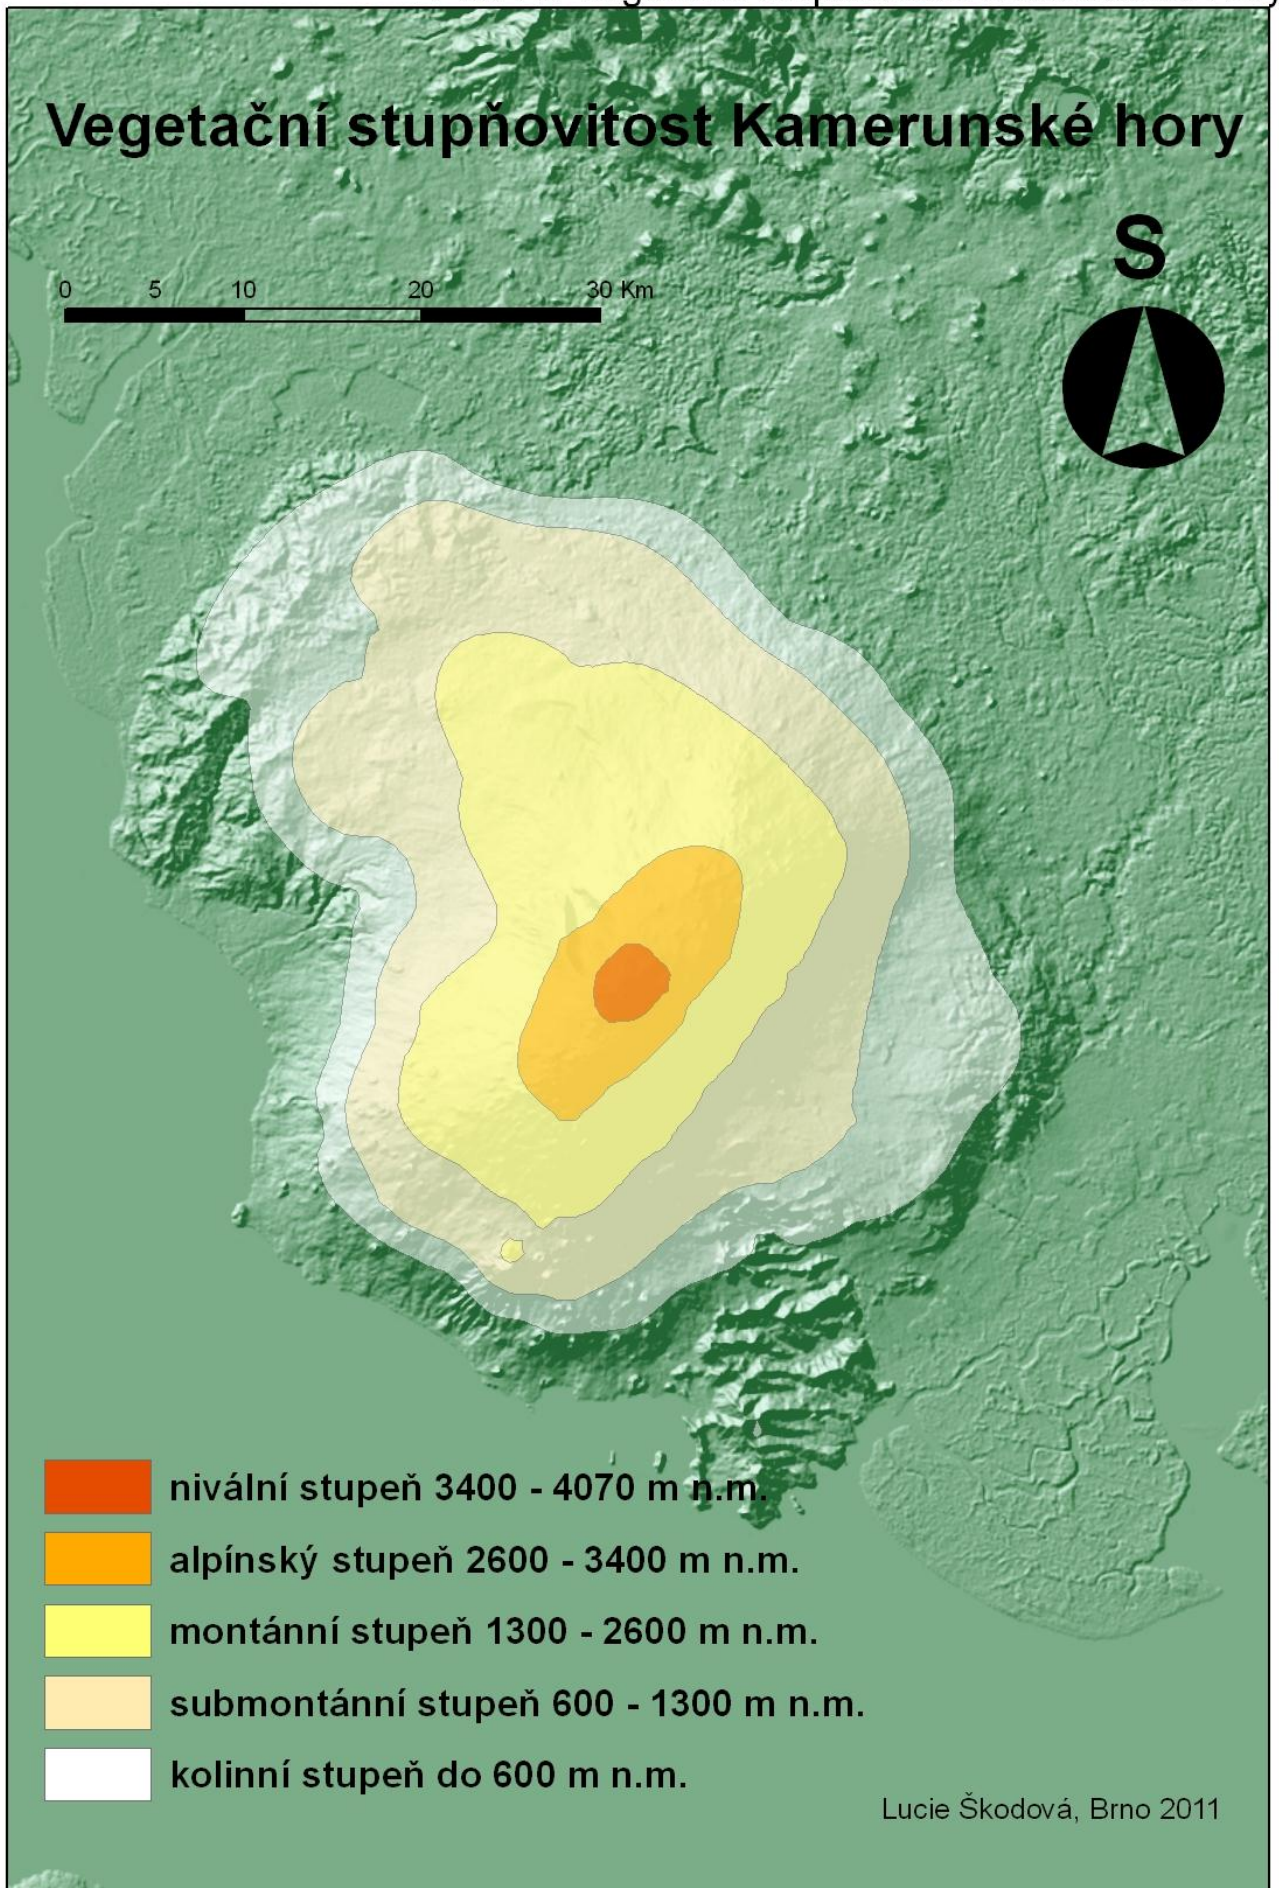 Vegetační stupňovitost Kamerunské hory
S
0 5 10 20 30 Km
nivální stupeň 3400 - 4070 m n.m.
alpínský stupeň 2600 - 3400 m n.m.
montánní stupeň 1300 - 2600 m n.m.
submontánní stupeň 600 - 1300 m n.m.
kolinní stupeň do 600 m n.m.
Lucie Škodová, Brno 2011